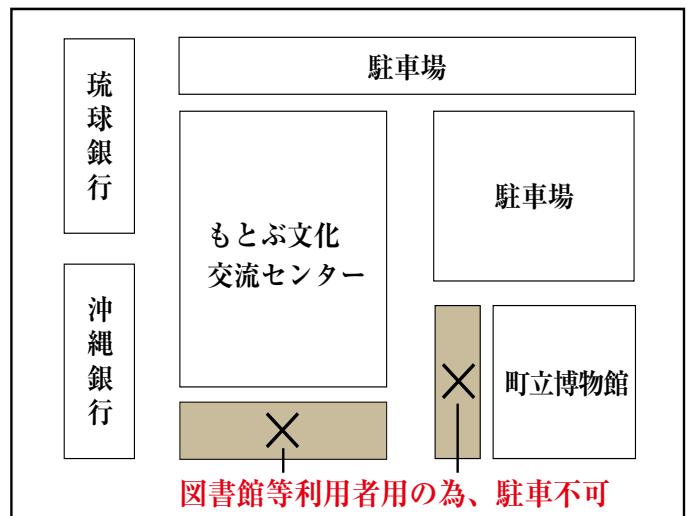 駐車場
琉球銀行
もとぶ文化
交流センター
駐車場
沖縄銀行
町立博物館
図書館等利用者用の為、駐車不可